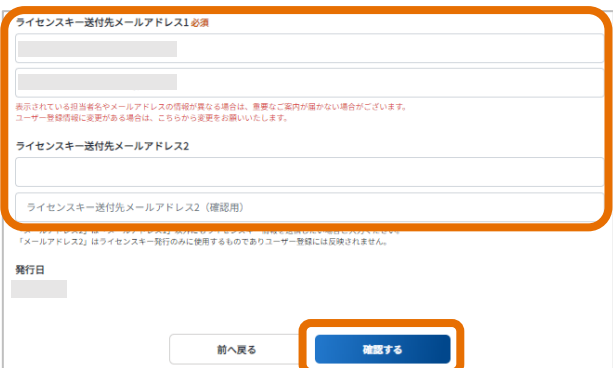 ライセンスキー送付先メールアドレス1 必須
表示されている担当者名やメールアドレスの情報が異なる場合は、重要なご案内が届かない場合がございます。
ユーザー登録情報に変更がある場合は、こちらから変更をお願いいたします。
ライセンスキー送付先メールアドレス2
ライセンスキー送付先メールアドレス2（確認用）
「メールアドレス2」はライセンスキー発行のみに使用するものでありユーザー登録には反映されません。
発行日
前へ戻る
確認する